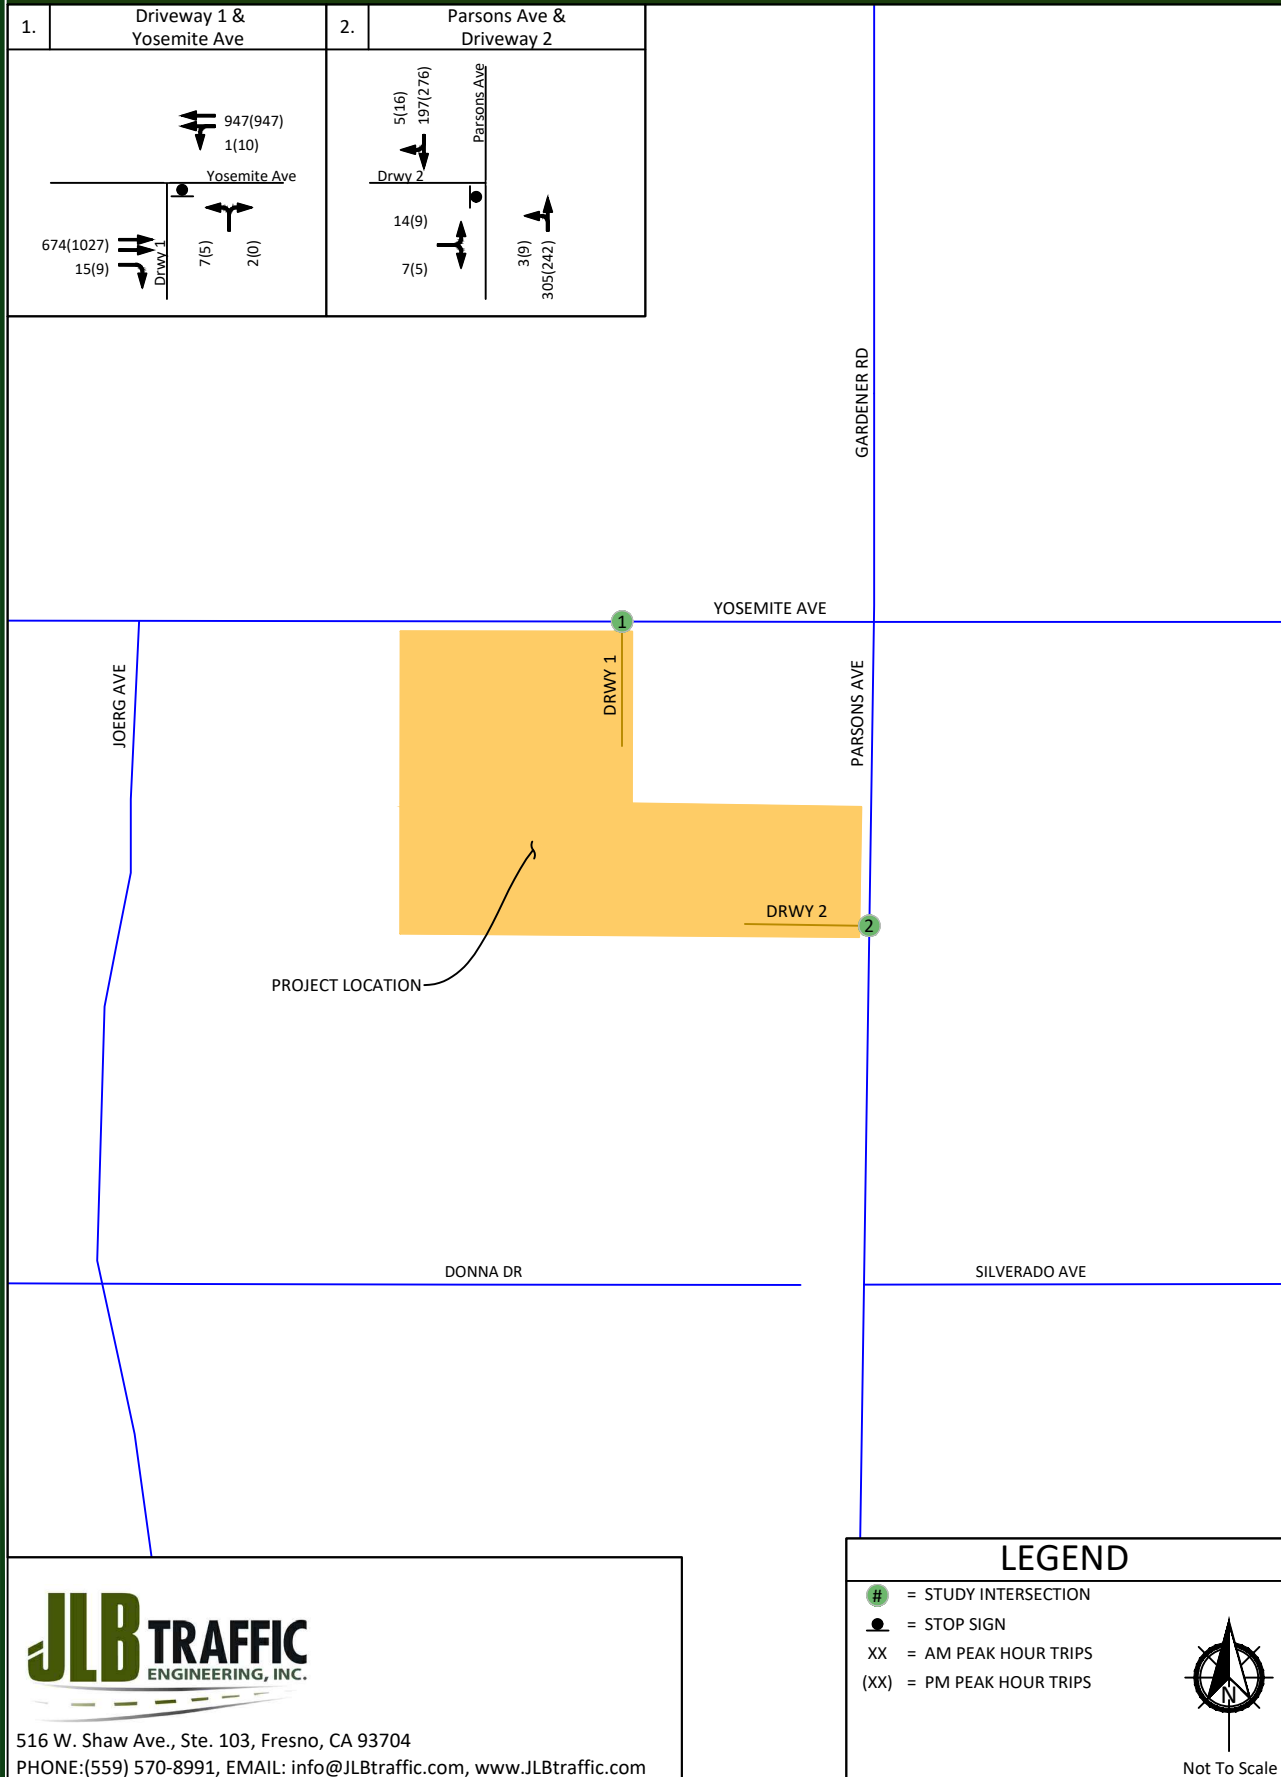 1.
Driveway 1 &
Yosemite Ave
2.
Parsons Ave &
Driveway 2
947(947)
1(10)
Yosemite Ave
674(1027)
15(9)
Drwy 1
7(5)
2(0)
5(16)
197(276)
Parsons Ave
Drwy 2
14(9)
7(5)
3(9)
305(242)
GARDENER RD
YOSEMITE AVE
1
DRWY 1
JOERG AVE
PARSONS AVE
DRWY 2
2
PROJECT LOCATION
DONNA DR
SILVERADO AVE
LEGEND
# = STUDY INTERSECTION
= STOP SIGN
XX = AM PEAK HOUR TRIPS
(XX) = PM PEAK HOUR TRIPS
N
Not To Scale
JLB TRAFFIC
ENGINEERING, INC.
516 W. Shaw Ave., Ste. 103, Fresno, CA 93704
PHONE:(559) 570-8991, EMAIL: info@JLBtraffic.com, www.JLBtraffic.com